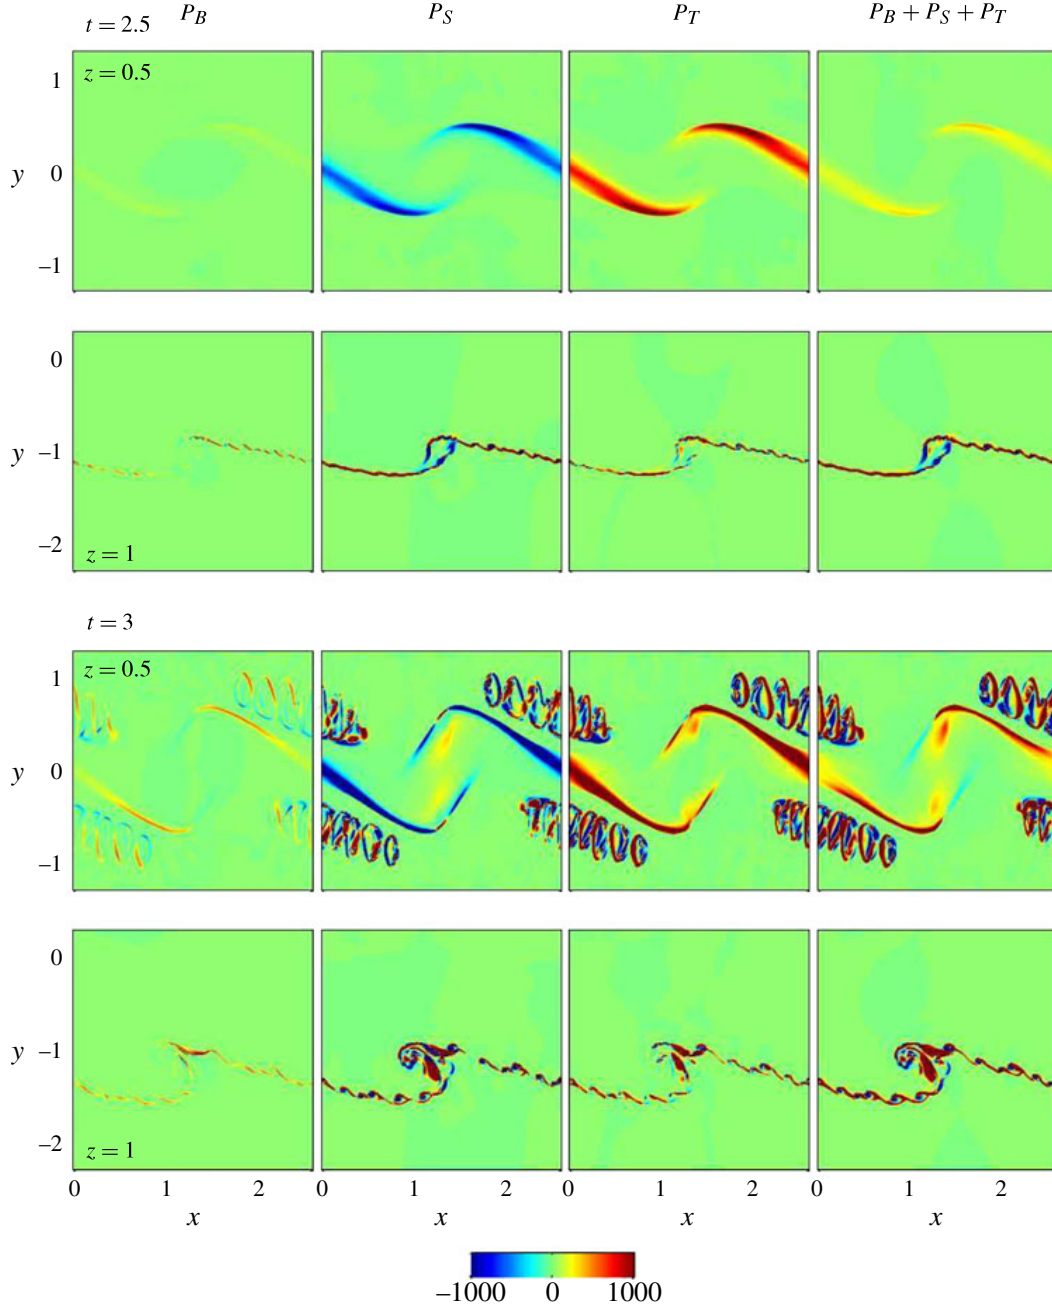 P_B P_S P_T P_B + P_S + P_T
t = 2.5
z = 0.5
1
y 0
–1
0
y –1
–2
z = 1
t = 3
z = 0.5
1
y 0
–1
0
y –1
–2
z = 1
0 1 2 0 1 2 0 1 2 0 1 2
x x x x
–1000 0 1000